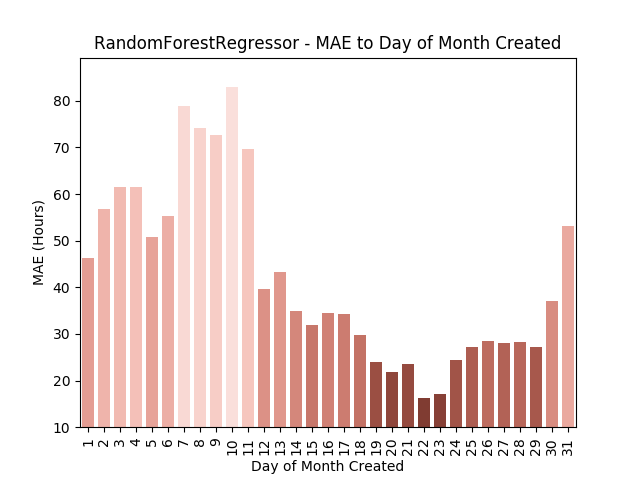 RandomForestRegressor - MAE to Day of Month Created
MAE (Hours)
80
70
60
50
40
30
20
10
1 2 3 4 5 6 7 8 9 10 11 12 13 14 15 16 17 18 19 20 21 22 23 24 25 26 27 28 29 30 31
Day of Month Created